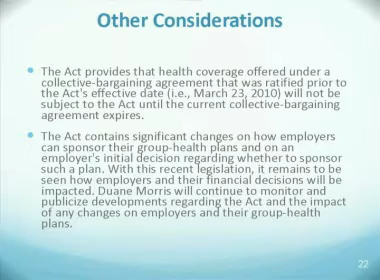 Other Considerations
The Act provides that health coverage offered under a
collective-bargaining agreement that was ratified prior to
the Act's effective date (i.e., March 23, 2010) will not be
subject to the Act until the current collective-bargaining
agreement expires.
The Act contains significant changes on how employers
can sponsor their group-health plans and on an
employer's initial decision regarding whether to sponsor
such a plan. With this recent legislation, it remains to be
seen how employers and their financial decisions will be
impacted. Duane Morris will continue to monitor and
publicize developments regarding the Act and the impact
of any changes on employers and their group-health
plans.
22